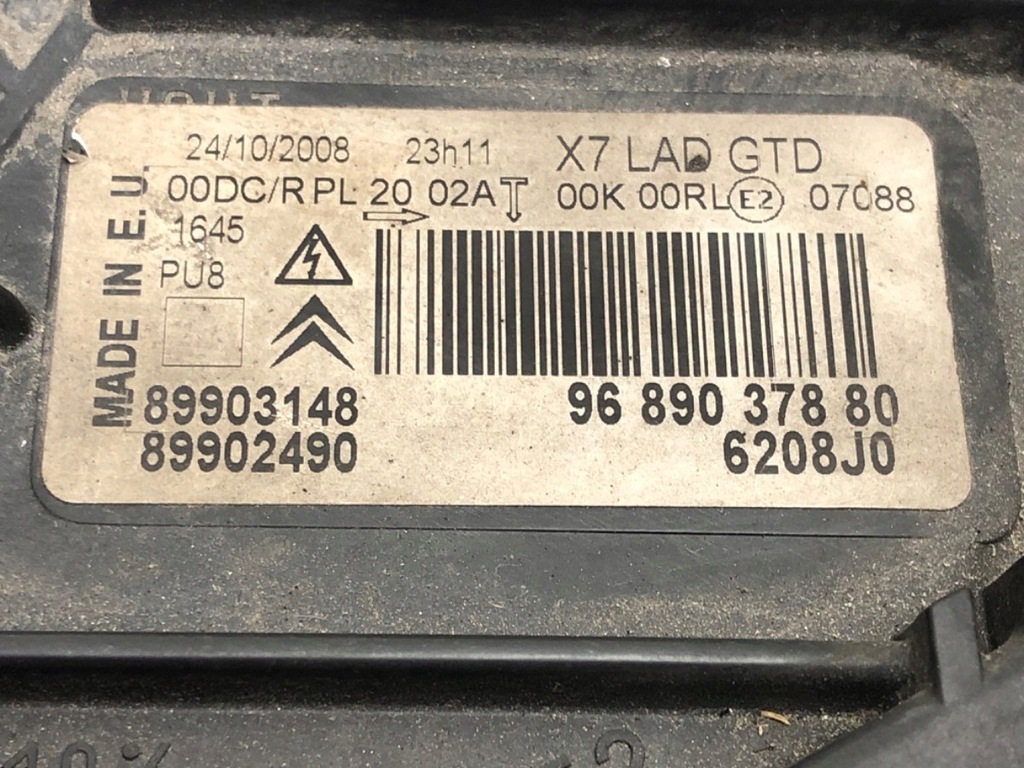 24/10/2008 23h11 X7 LAD GTD
00DC/R PL 20 02A 00K 00RL E2 07088
1645
PU8
MADE IN E.U.
89903148 96 890 378 80
89902490 6208J0